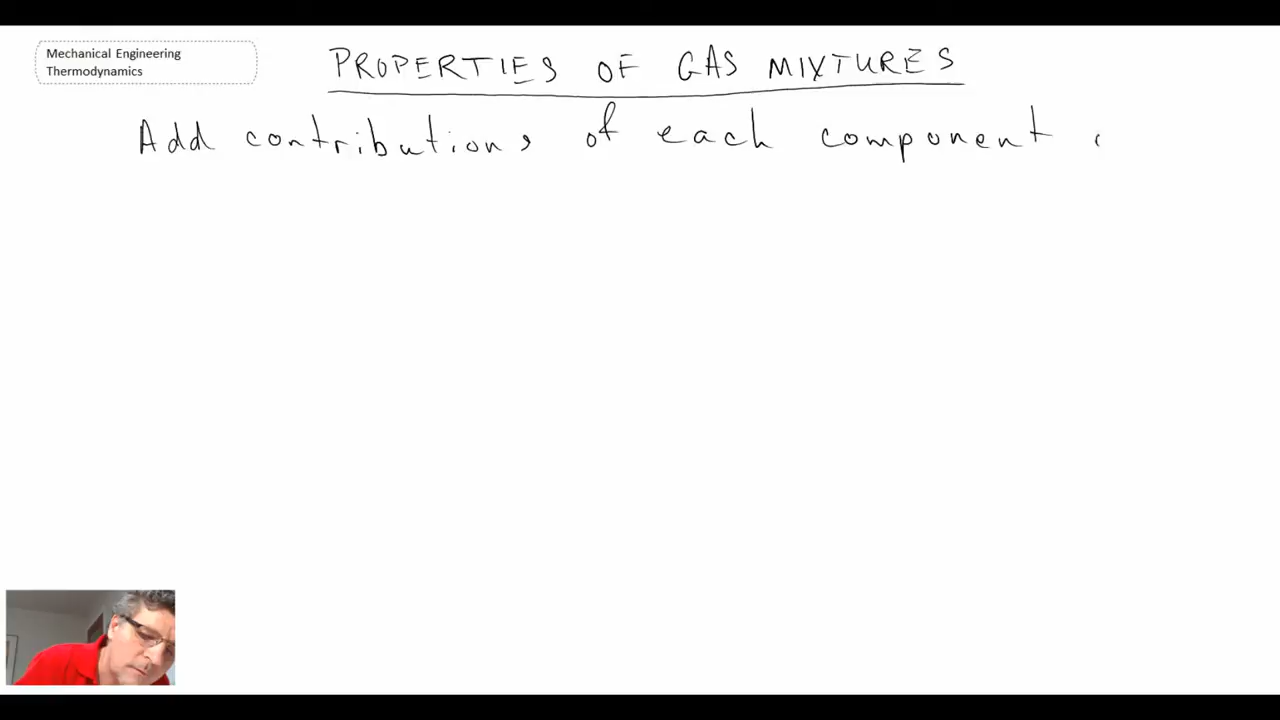 Mechanical Engineering
Thermodynamics
PROPERTIES OF GAS MIXTURES
Add contributions of each component